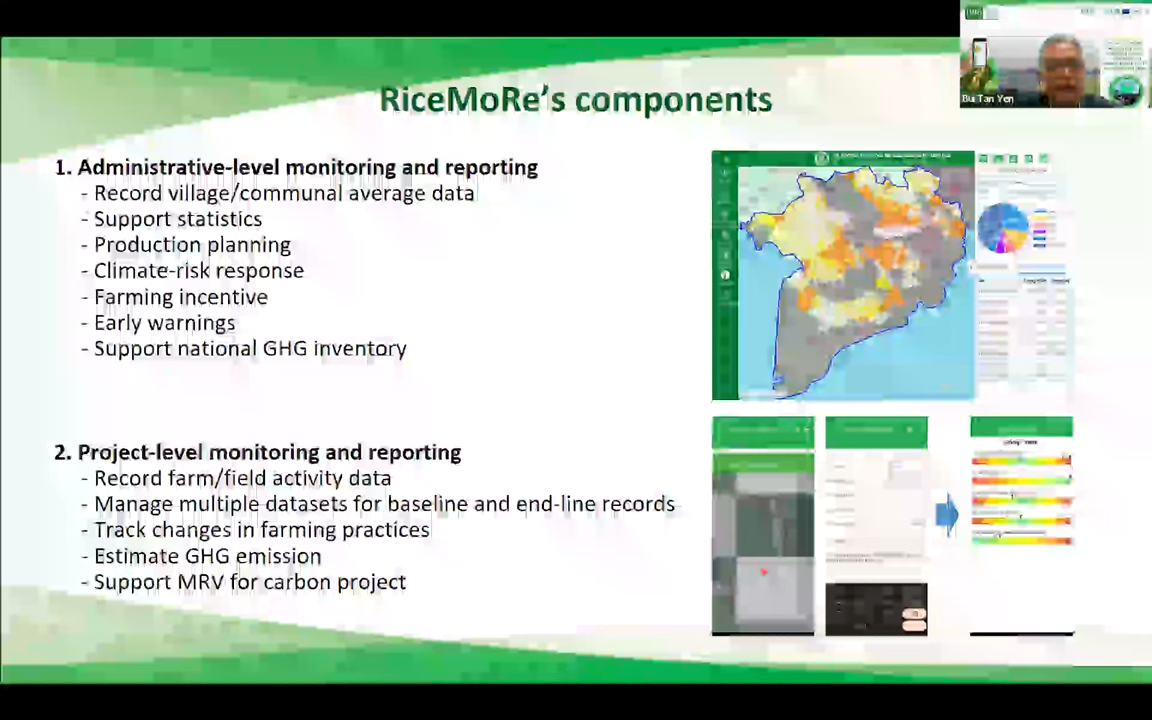 RiceMoRe's components
Bui Tan Yen
1. Administrative-level monitoring and reporting
- Record village/communal average data
- Support statistics
- Production planning
- Climate-risk response
- Farming incentive
- Early warnings
- Support national GHG inventory
2. Project-level monitoring and reporting
- Record farm/field activity data
- Manage multiple datasets for baseline and end-line records
- Track changes in farming practices
- Estimate GHG emission
- Support MRV for carbon project